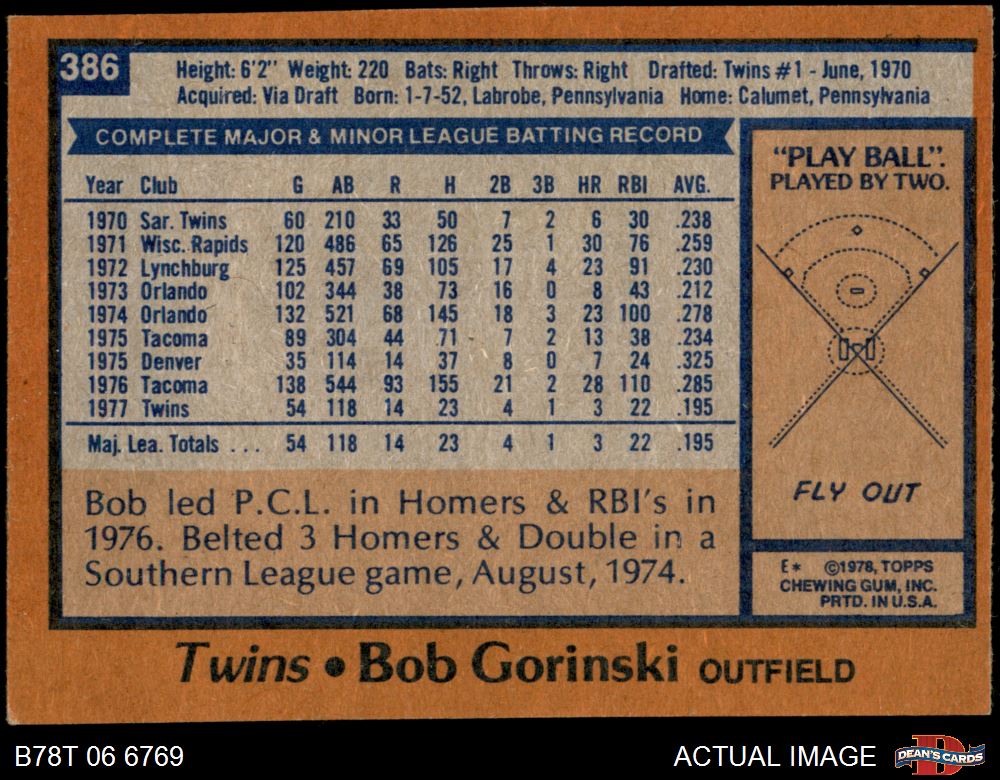 386
Height: 6'2" Weight: 220 Bats: Right Throws: Right Drafted: Twins #1 - June, 1970
Acquired: Via Draft Born: 1-7-52, Labrobe, Pennsylvania Home: Calumet, Pennsylvania
COMPLETE MAJOR & MINOR LEAGUE BATTING RECORD
Year Club G AB R H 2B 3B HR RBI AVG.
1970 Sar. Twins 60 210 33 50 7 2 6 30 .238
1971 Wisc. Rapids 120 486 65 126 25 1 30 76 .259
1972 Lynchburg 125 457 69 105 17 4 23 91 .230
1973 Orlando 102 344 38 73 16 0 8 43 .212
1974 Orlando 132 521 68 145 18 3 23 100 .278
1975 Tacoma 89 304 44 71 7 2 13 38 .234
1975 Denver 35 114 14 37 8 0 7 24 .325
1976 Tacoma 138 544 93 155 21 2 28 110 .285
1977 Twins 54 118 14 23 4 1 3 22 .195
Maj. Lea. Totals ... 54 118 14 23 4 1 3 22 .195
Bob led P.C.L. in Homers & RBI's in
1976. Belted 3 Homers & Double in a
Southern League game, August, 1974.
"PLAY BALL".
PLAYED BY TWO.
FLY OUT
E* ©1978, TOPPS
CHEWING GUM, INC.
PRTD. IN U.S.A.
Twins • Bob Gorinski OUTFIELD
B78T 06 6769
ACTUAL IMAGE
D
DEAN'S CARDS